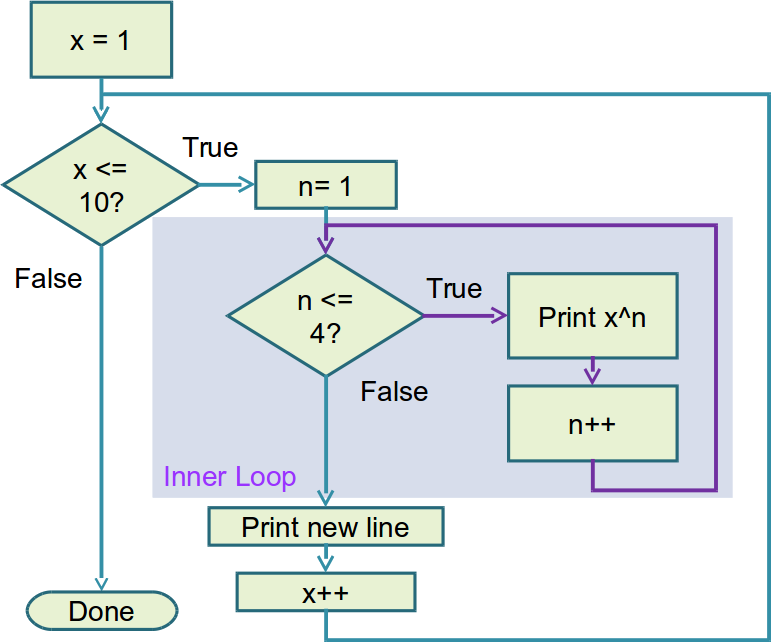 x = 1
True
x <=
10?
n= 1
False
True
n <=
4?
Print x^n
False
n++
Inner Loop
Print new line
x++
Done